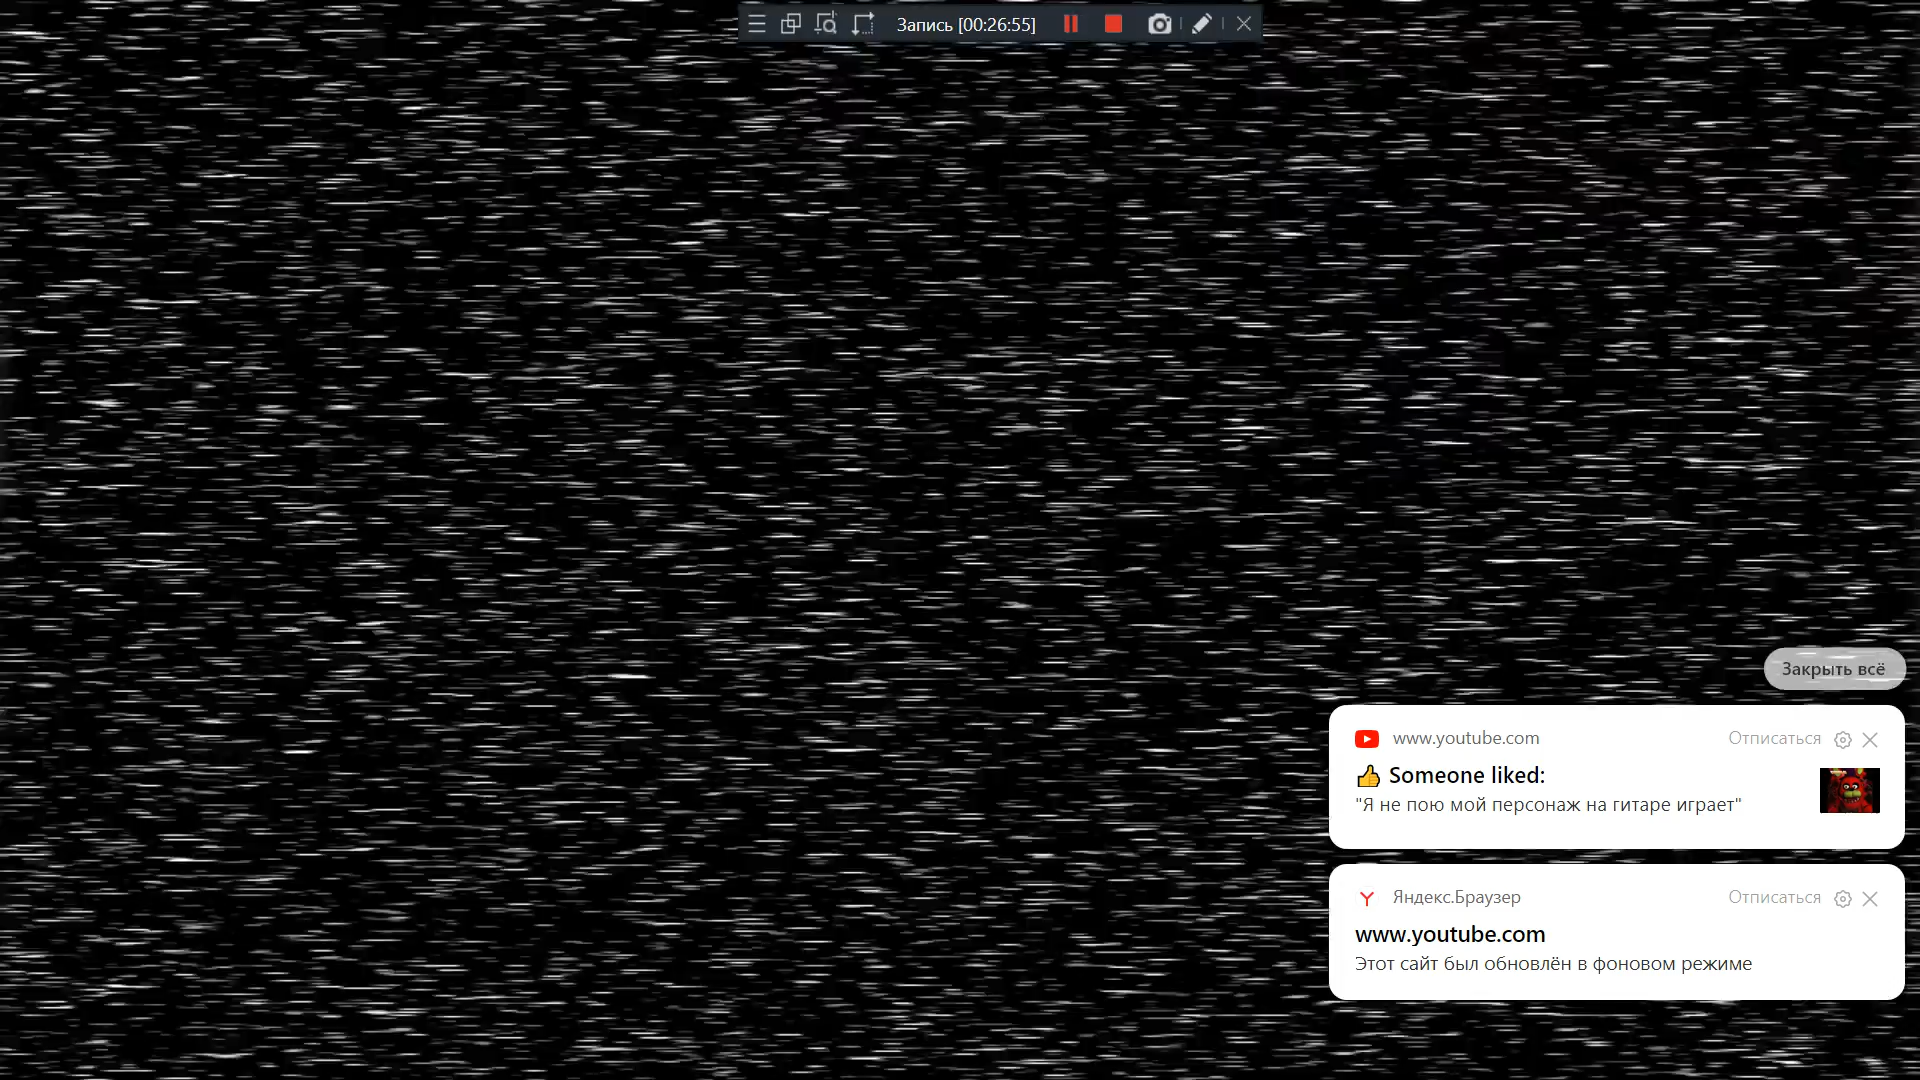 Запись [00:26:55]
Закрыть всё
www.youtube.com Отписаться
👍 Someone liked:
"Я не пою мой персонаж на гитаре играет"
Яндекс.Браузер Отписаться
www.youtube.com
Этот сайт был обновлён в фоновом режиме